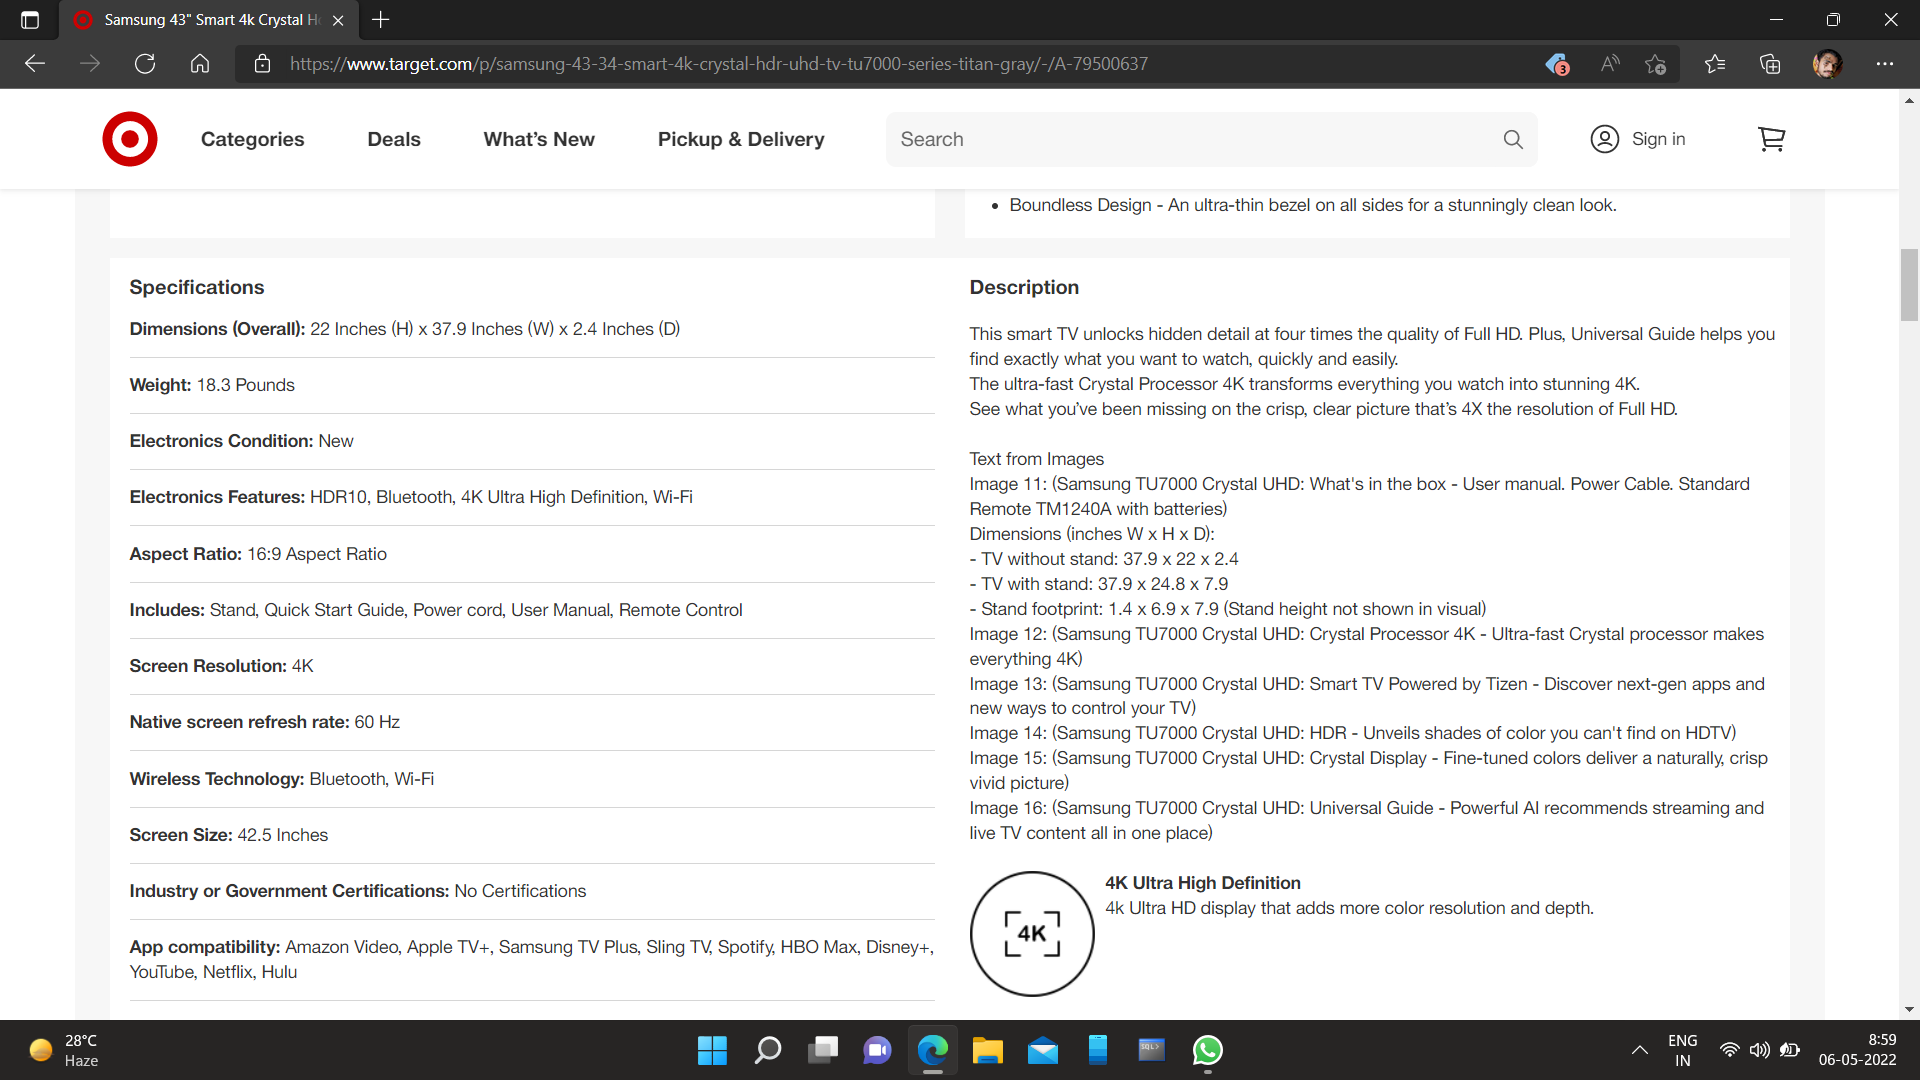 Samsung 43" Smart 4k Crystal H
https://www.target.com/p/samsung-43-34-smart-4k-crystal-hdr-uhd-tv-tu7000-series-titan-gray/-/A-79500637
3
Categories
Deals
What's New
Pickup & Delivery
Search
Sign in
• Boundless Design - An ultra-thin bezel on all sides for a stunningly clean look.
Specifications
Dimensions (Overall): 22 Inches (H) x 37.9 Inches (W) x 2.4 Inches (D)
Weight: 18.3 Pounds
Electronics Condition: New
Electronics Features: HDR10, Bluetooth, 4K Ultra High Definition, Wi-Fi
Aspect Ratio: 16:9 Aspect Ratio
Includes: Stand, Quick Start Guide, Power cord, User Manual, Remote Control
Screen Resolution: 4K
Native screen refresh rate: 60 Hz
Wireless Technology: Bluetooth, Wi-Fi
Screen Size: 42.5 Inches
Industry or Government Certifications: No Certifications
App compatibility: Amazon Video, Apple TV+, Samsung TV Plus, Sling TV, Spotify, HBO Max, Disney+,
YouTube, Netflix, Hulu
Description
This smart TV unlocks hidden detail at four times the quality of Full HD. Plus, Universal Guide helps you
find exactly what you want to watch, quickly and easily.
The ultra-fast Crystal Processor 4K transforms everything you watch into stunning 4K.
See what you've been missing on the crisp, clear picture that's 4X the resolution of Full HD.
Text from Images
Image 11: (Samsung TU7000 Crystal UHD: What's in the box - User manual. Power Cable. Standard
Remote TM1240A with batteries)
Dimensions (inches W x H x D):
- TV without stand: 37.9 x 22 x 2.4
- TV with stand: 37.9 x 24.8 x 7.9
- Stand footprint: 1.4 x 6.9 x 7.9 (Stand height not shown in visual)
Image 12: (Samsung TU7000 Crystal UHD: Crystal Processor 4K - Ultra-fast Crystal processor makes
everything 4K)
Image 13: (Samsung TU7000 Crystal UHD: Smart TV Powered by Tizen - Discover next-gen apps and
new ways to control your TV)
Image 14: (Samsung TU7000 Crystal UHD: HDR - Unveils shades of color you can't find on HDTV)
Image 15: (Samsung TU7000 Crystal UHD: Crystal Display - Fine-tuned colors deliver a naturally, crisp
vivid picture)
Image 16: (Samsung TU7000 Crystal UHD: Universal Guide - Powerful AI recommends streaming and
live TV content all in one place)
4K
4K Ultra High Definition
4k Ultra HD display that adds more color resolution and depth.
28°C
Haze
SQL>
ENG
IN
8:59
06-05-2022